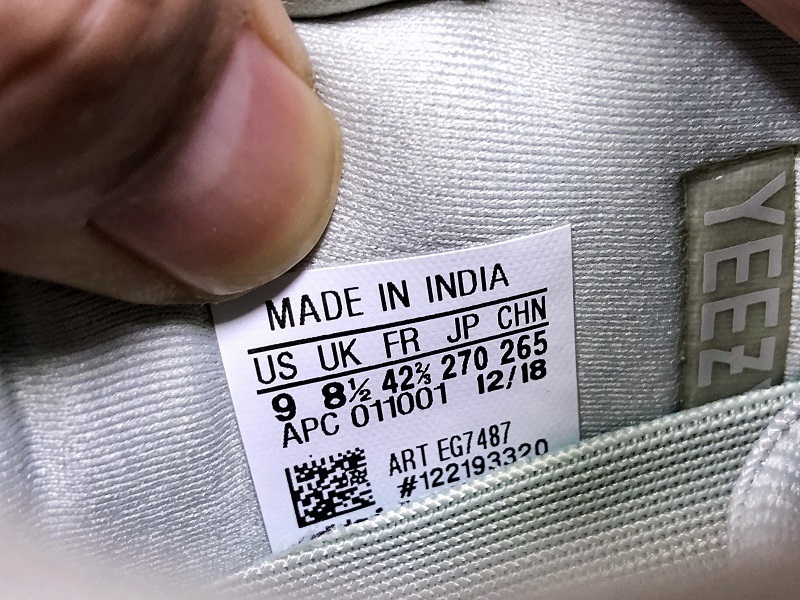 MADE IN INDIA
US UK FR JP CHN
9 8½ 42⅔ 270 265
APC 011001 12/18
ART EG7487
#122193320
YEEZ